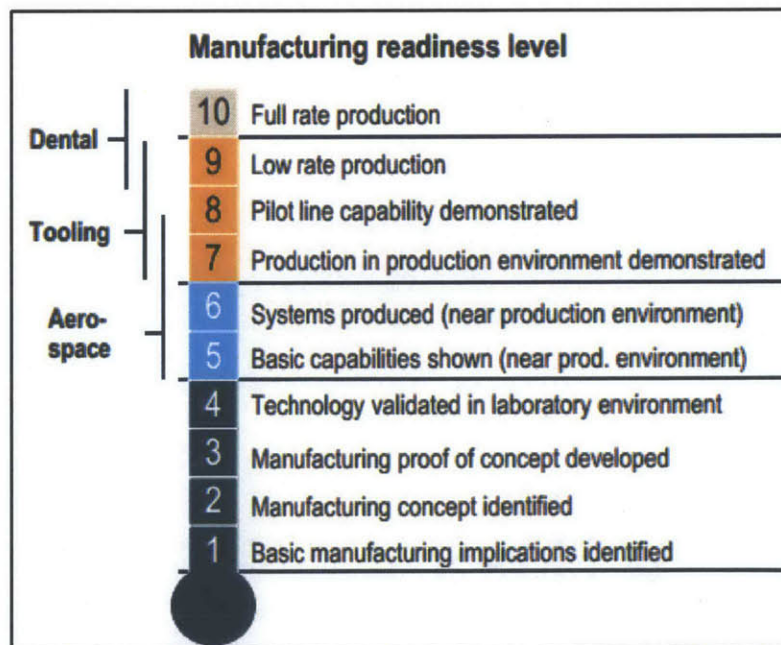 Manufacturing readiness level
10 Full rate production
Dental
9 Low rate production
8 Pilot line capability demonstrated
Tooling
7 Production in production environment demonstrated
6 Systems produced (near production environment)
Aero-
space
5 Basic capabilities shown (near prod. environment)
4 Technology validated in laboratory environment
3 Manufacturing proof of concept developed
2 Manufacturing concept identified
1 Basic manufacturing implications identified